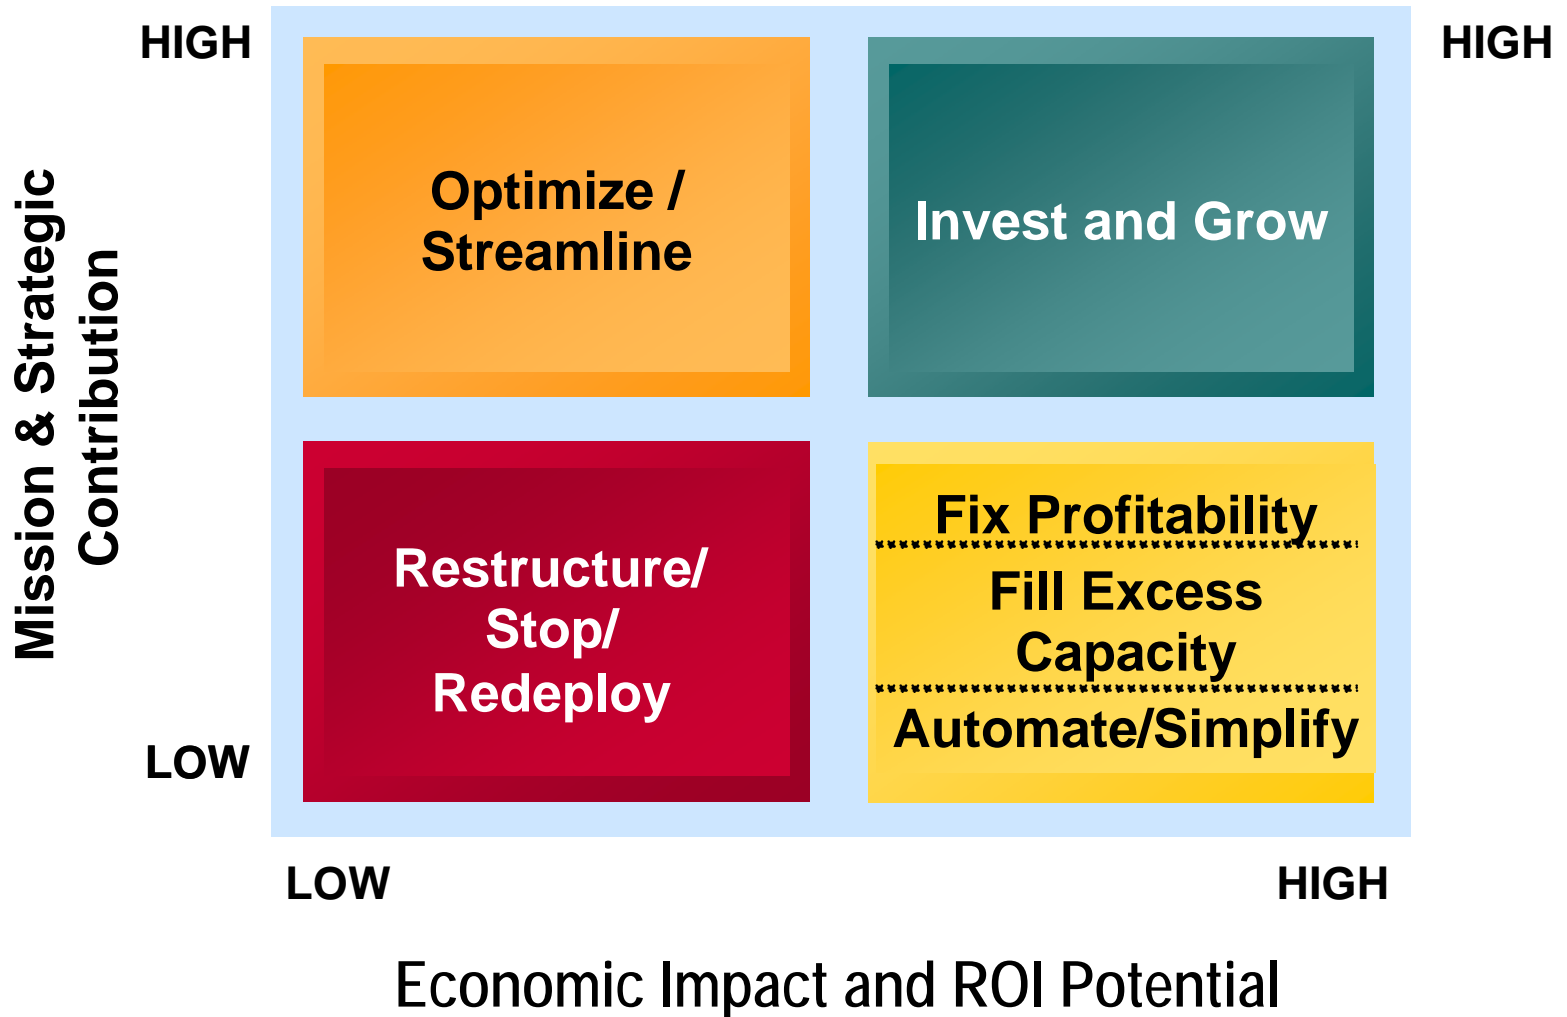 HIGH
HIGH
Mission & Strategic
Contribution
Optimize /
Streamline
Invest and Grow
Restructure/
Stop/
Redeploy
Fix Profitability
Fill Excess
Capacity
Automate/Simplify
LOW
LOW
HIGH
Economic Impact and ROI Potential